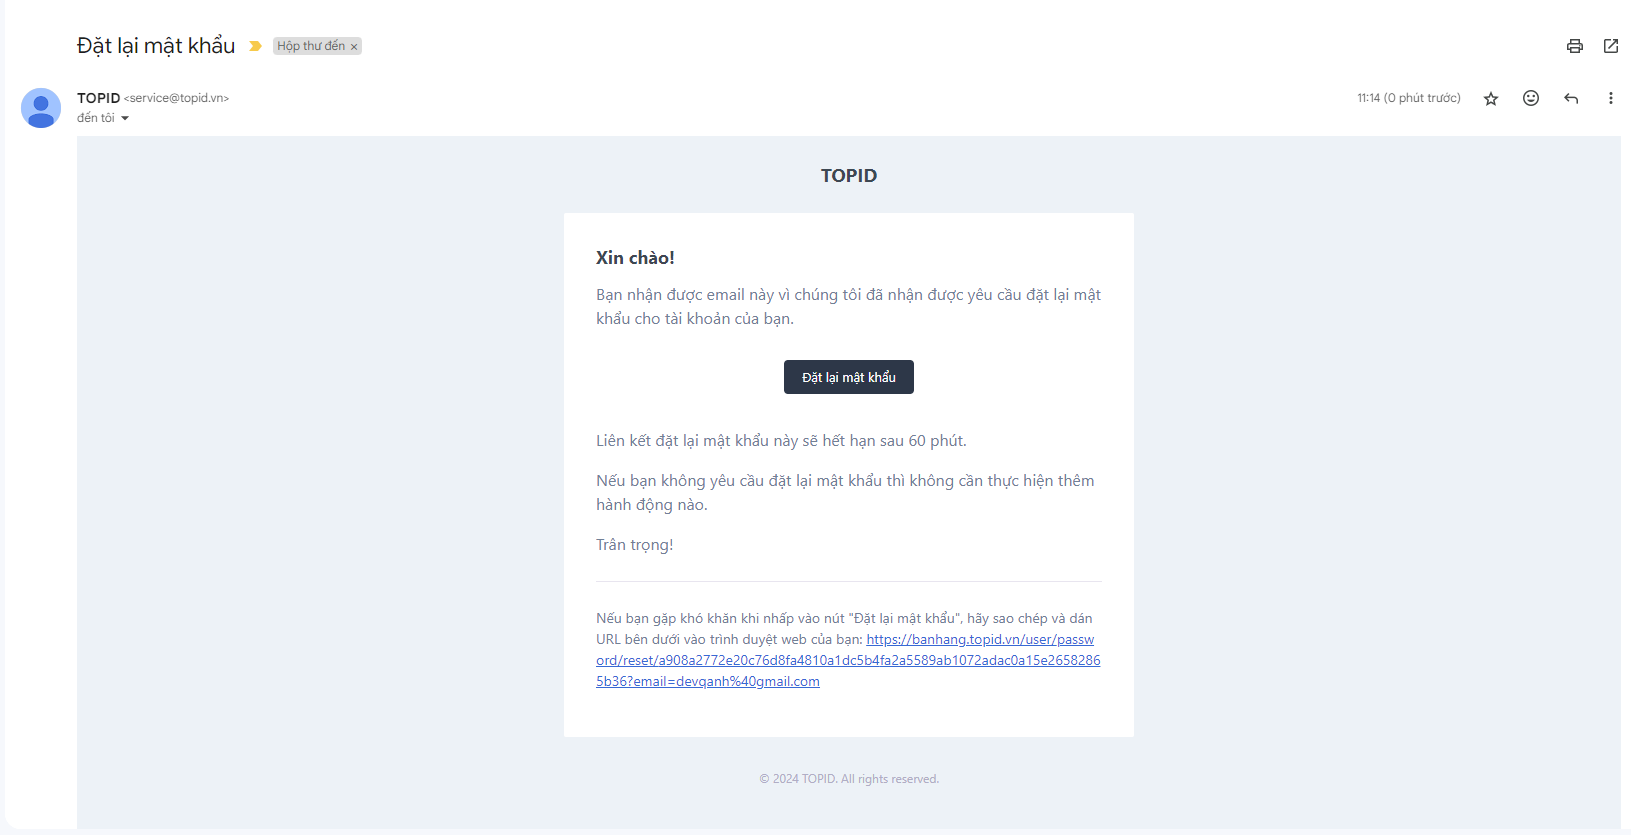 Đặt lại mật khẩu
Hộp thư đến ×
TOPID <service@topid.vn>
11:14 (0 phút trước)
đến tôi
TOPID
Xin chào!
Bạn nhận được email này vì chúng tôi đã nhận được yêu cầu đặt lại mật
khẩu cho tài khoản của bạn.
Đặt lại mật khẩu
Liên kết đặt lại mật khẩu này sẽ hết hạn sau 60 phút.
Nếu bạn không yêu cầu đặt lại mật khẩu thì không cần thực hiện thêm
hành động nào.
Trân trọng!
Nếu bạn gặp khó khăn khi nhấp vào nút "Đặt lại mật khẩu", hãy sao chép và dán
URL bên dưới vào trình duyệt web của bạn: https://banhang.topid.vn/user/passw
ord/reset/a908a2772e20c76d8fa4810a1dc5b4fa2a5589ab1072adac0a15e2658286
5b36?email=devqanh%40gmail.com
© 2024 TOPID. All rights reserved.